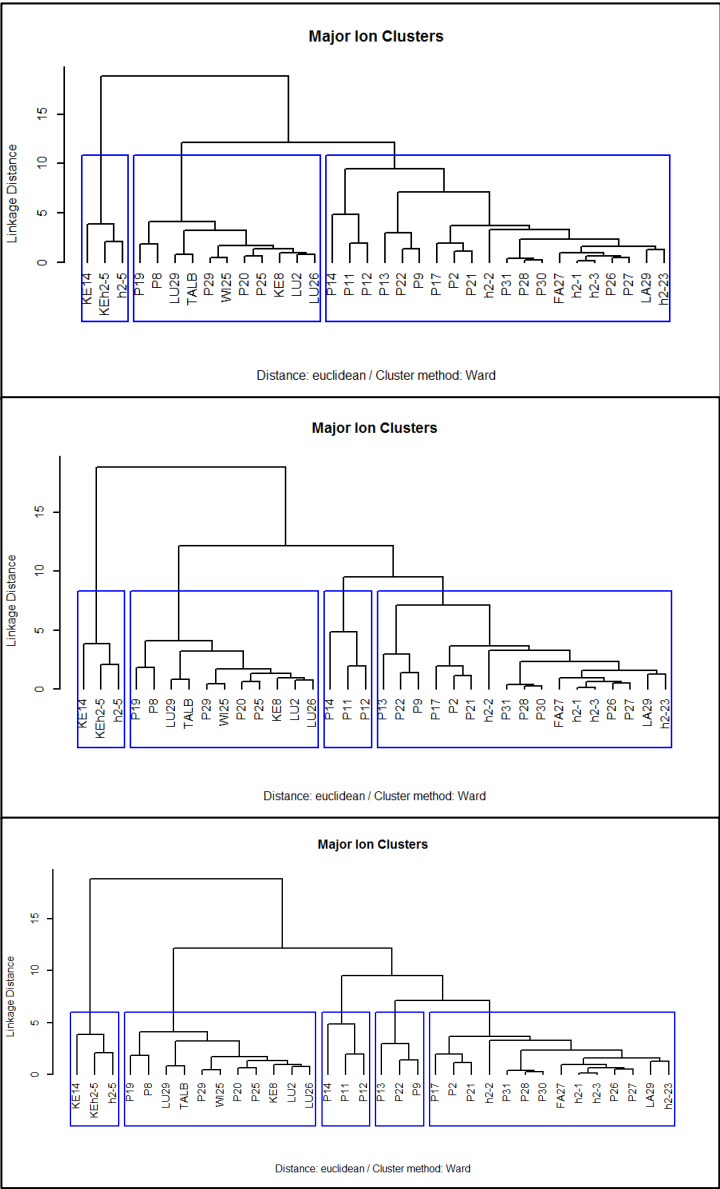 Major Ion Clusters
Linkage Distance
15
10
5
0
KE14 KEh2-5 h2-5 P19 P8 LU29 TALB P29 WI25 P20 P25 KE8 LU2 LU26 P14 P11 P12 P13 P22 P9 P17 P2 P21 h2-2 P31 P28 P30 FA27 h2-1 h2-3 P26 P27 LA29 h2-23
Distance: euclidean / Cluster method: Ward
Major Ion Clusters
Linkage Distance
15
10
5
0
KE14 KEh2-5 h2-5 P19 P8 LU29 TALB P29 WI25 P20 P25 KE8 LU2 LU26 P14 P11 P12 P13 P22 P9 P17 P2 P21 h2-2 P31 P28 P30 FA27 h2-1 h2-3 P26 P27 LA29 h2-23
Distance: euclidean / Cluster method: Ward
Major Ion Clusters
Linkage Distance
15
10
5
0
KE14 KEh2-5 h2-5 P19 P8 LU29 TALB P29 WI25 P20 P25 KE8 LU2 LU26 P14 P11 P12 P13 P22 P9 P17 P2 P21 h2-2 P31 P28 P30 FA27 h2-1 h2-3 P26 P27 LA29 h2-23
Distance: euclidean / Cluster method: Ward